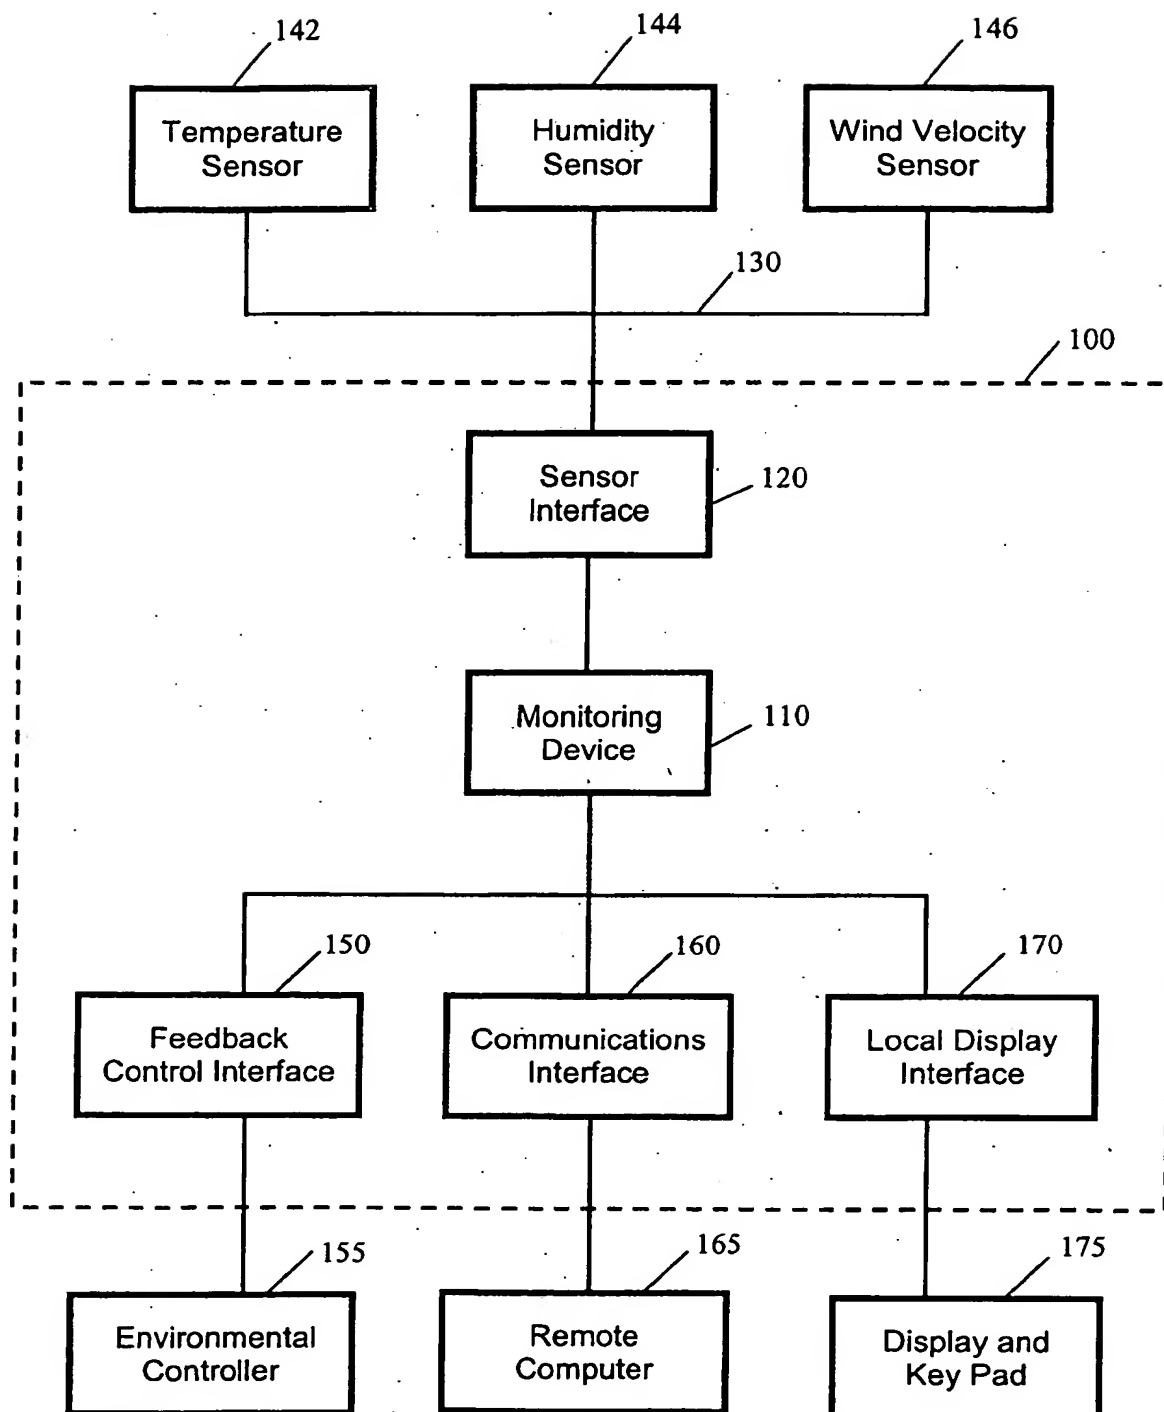 142
144
146
Temperature
Sensor
Humidity
Sensor
Wind Velocity
Sensor
130
100
Sensor
Interface
120
Monitoring
Device
110
150
160
170
Feedback
Control Interface
Communications
Interface
Local Display
Interface
155
165
175
Environmental
Controller
Remote
Computer
Display and
Key Pad